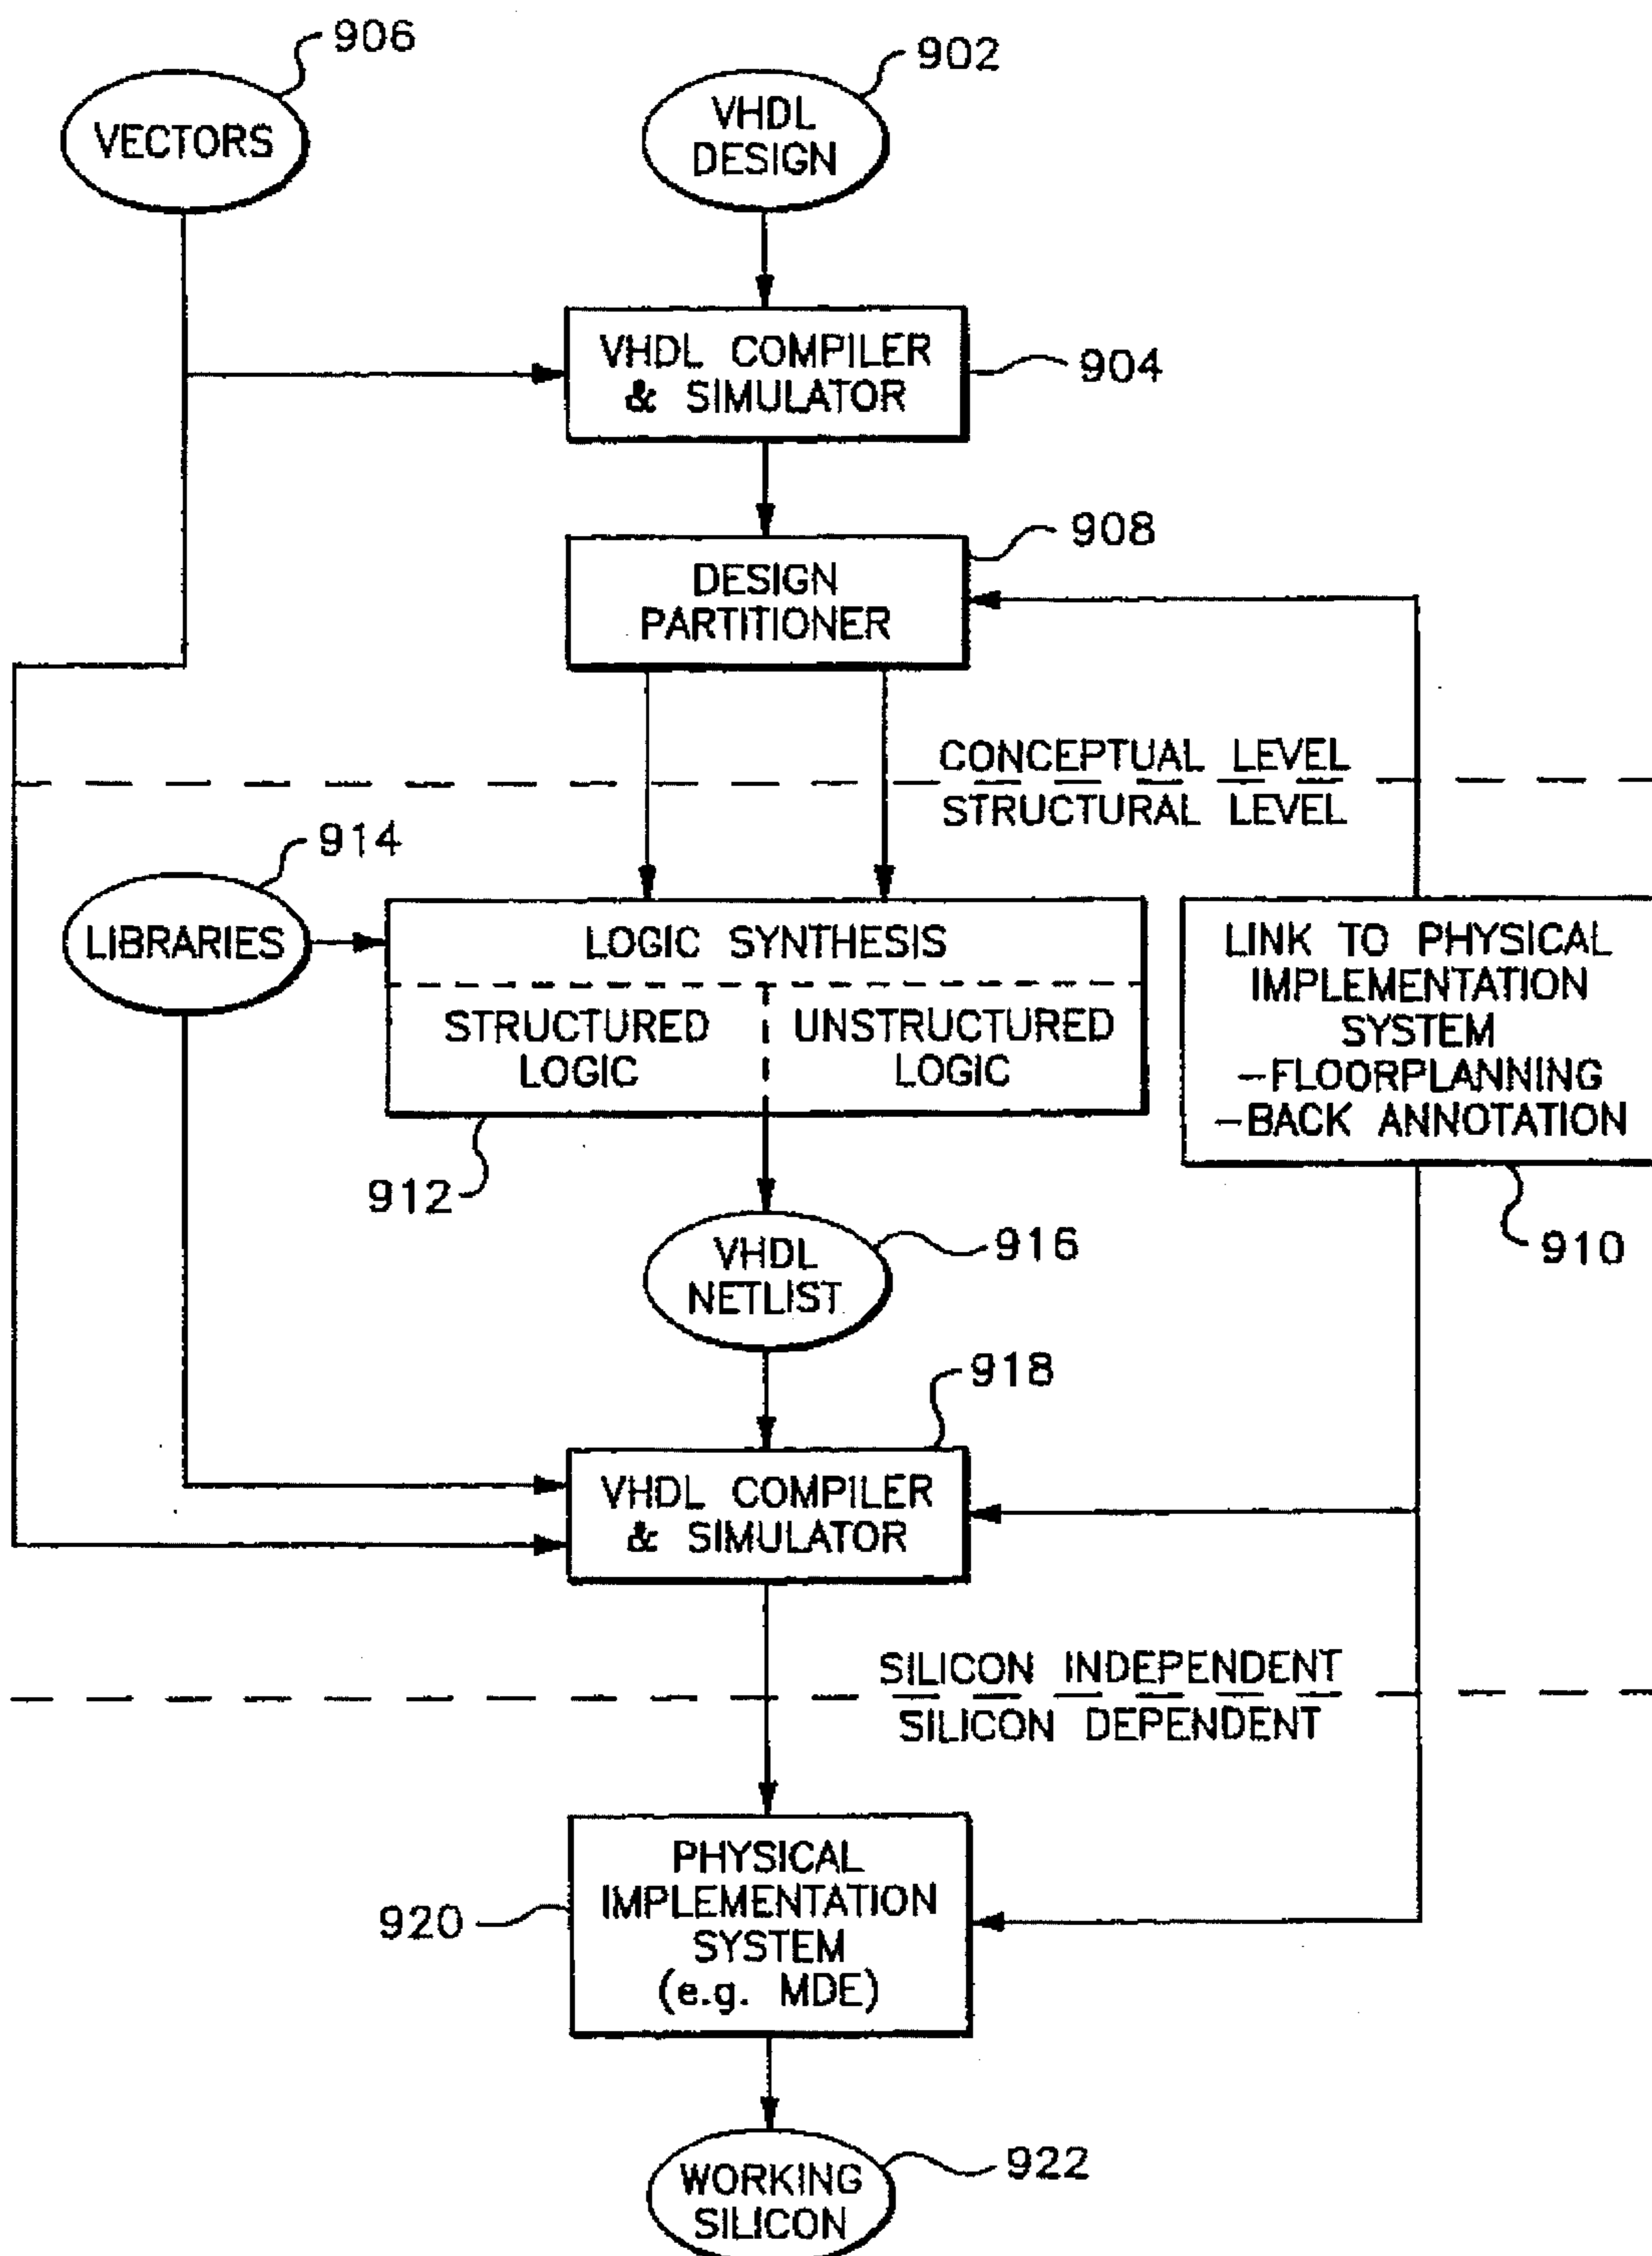 906
902
VECTORS
VHDL
DESIGN
VHDL COMPILER
& SIMULATOR
904
908
DESIGN
PARTITIONER
CONCEPTUAL LEVEL
STRUCTURAL LEVEL
914
LIBRARIES
LOGIC SYNTHESIS
STRUCTURED
LOGIC
UNSTRUCTURED
LOGIC
LINK TO PHYSICAL
IMPLEMENTATION
SYSTEM
-FLOORPLANNING
-BACK ANNOTATION
912
910
VHDL
NETLIST
916
918
VHDL COMPILER
& SIMULATOR
SILICON INDEPENDENT
SILICON DEPENDENT
PHYSICAL
IMPLEMENTATION
SYSTEM
(e.g. MDE)
920
WORKING
SILICON
922